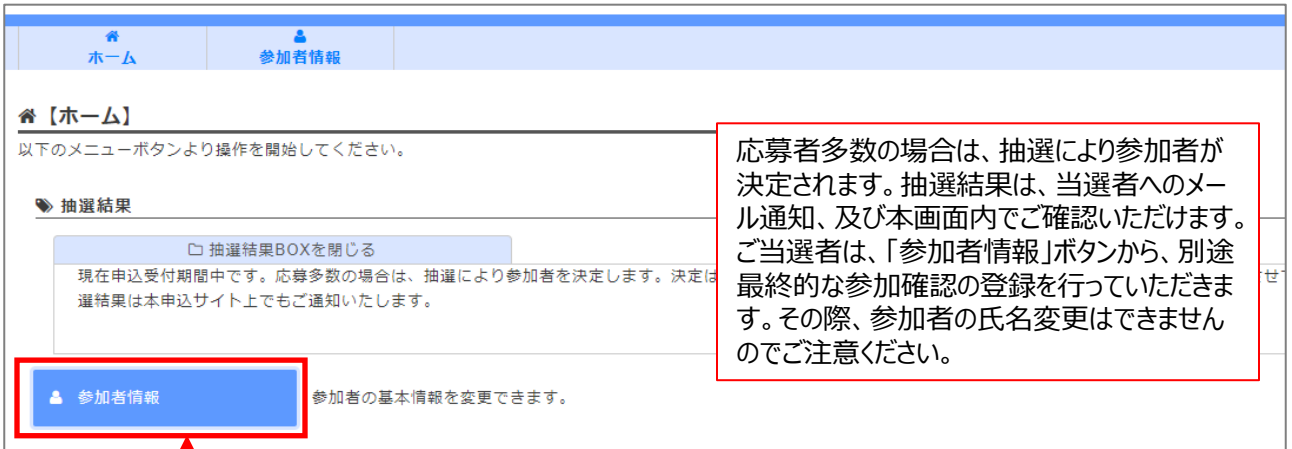 ホーム
参加者情報
【ホーム】
以下のメニューボタンより操作を開始してください。
抽選結果
抽選結果BOXを閉じる
現在申込受付期間中です。応募多数の場合は、抽選により参加者を決定します。決定は
せて
選結果は本申込サイト上でもご通知いたします。
応募者多数の場合は、抽選により参加者が
決定されます。抽選結果は、当選者へのメー
ル通知、及び本画面内でご確認いただけます。
ご当選者は、「参加者情報」ボタンから、別途
最終的な参加確認の登録を行っていただきま
す。その際、参加者の氏名変更はできません
のでご注意ください。
参加者情報
参加者の基本情報を変更できます。